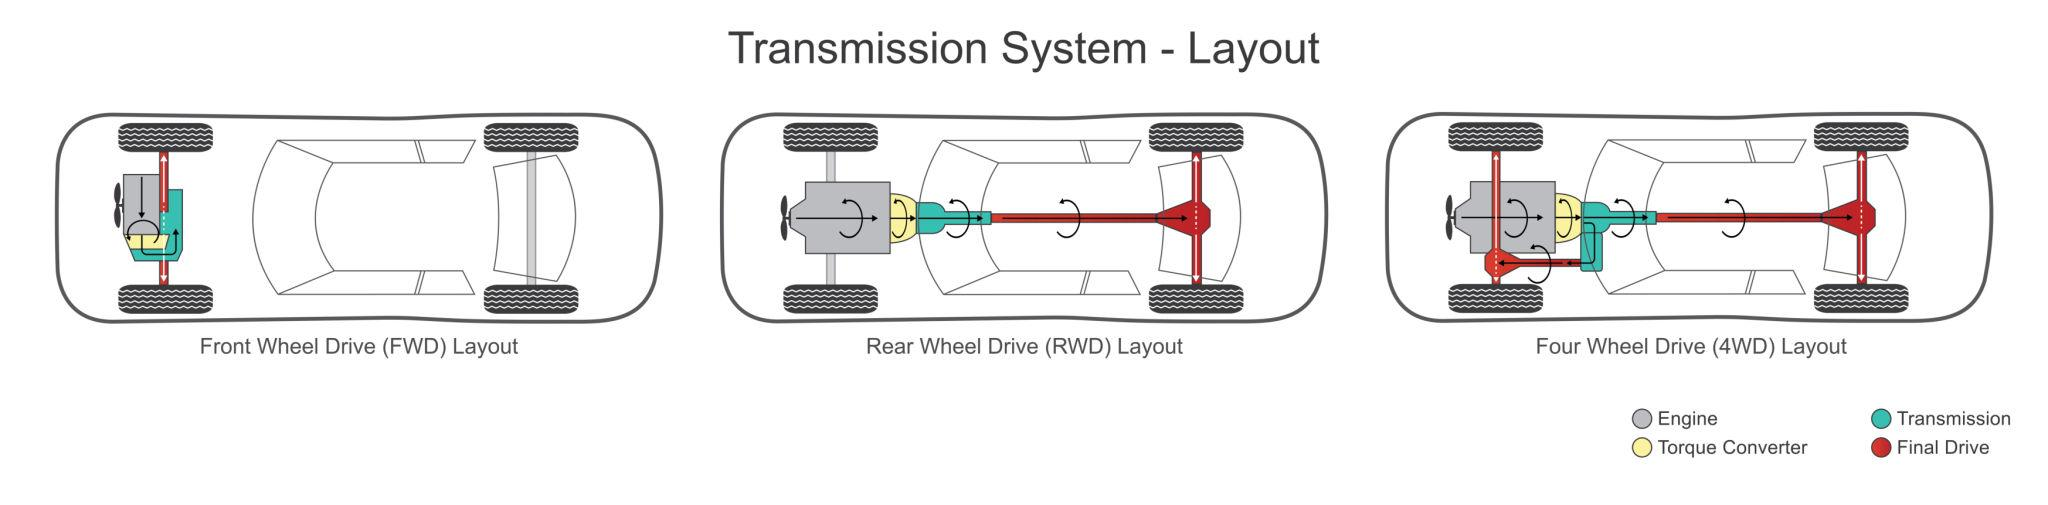 Transmission System - Layout
Front Wheel Drive (FWD) Layout
Rear Wheel Drive (RWD) Layout
Four Wheel Drive (4WD) Layout
Engine
Transmission
Torque Converter
Final Drive